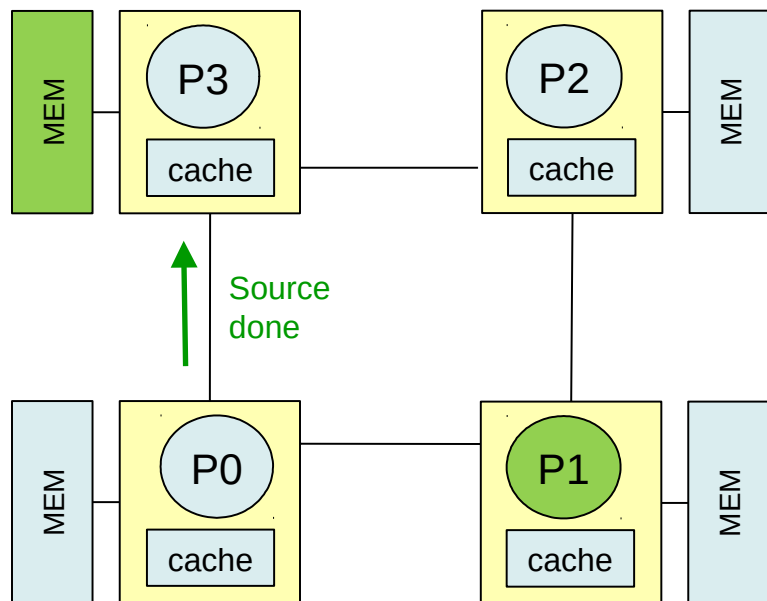 MEM
P3
cache
P2
cache
MEM
Source
done
MEM
P0
cache
P1
cache
MEM